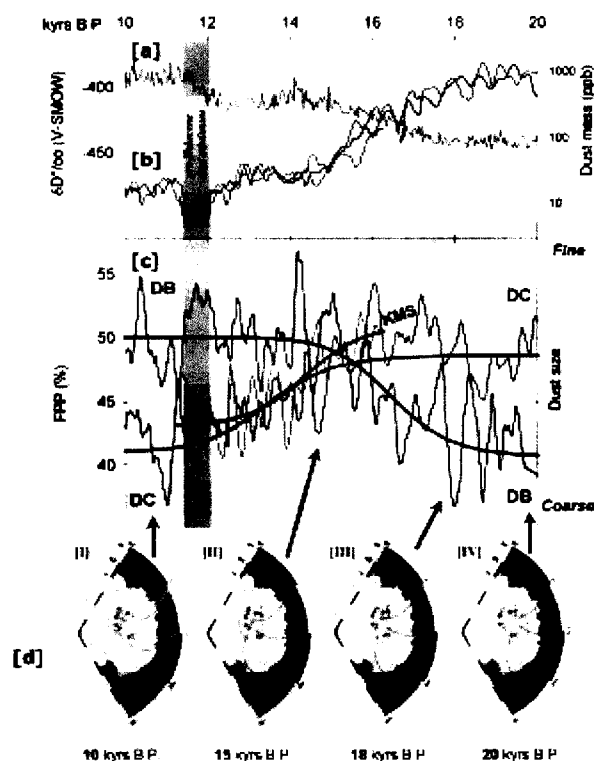 kyrs B P 10 12 14 16 18 20
[a]
-400
1000
δD°/oo (V-SMOW)
Dust mass (ppb)
100
-450
[b]
10
Fine
[c]
55
DB
DC
KMS
50
FPP (%)
Dust size
45
40
DC
DB
Coarse
[I] [II] [III] [IV]
[d]
10 kyrs B P 15 kyrs B P 18 kyrs B P 20 kyrs B P